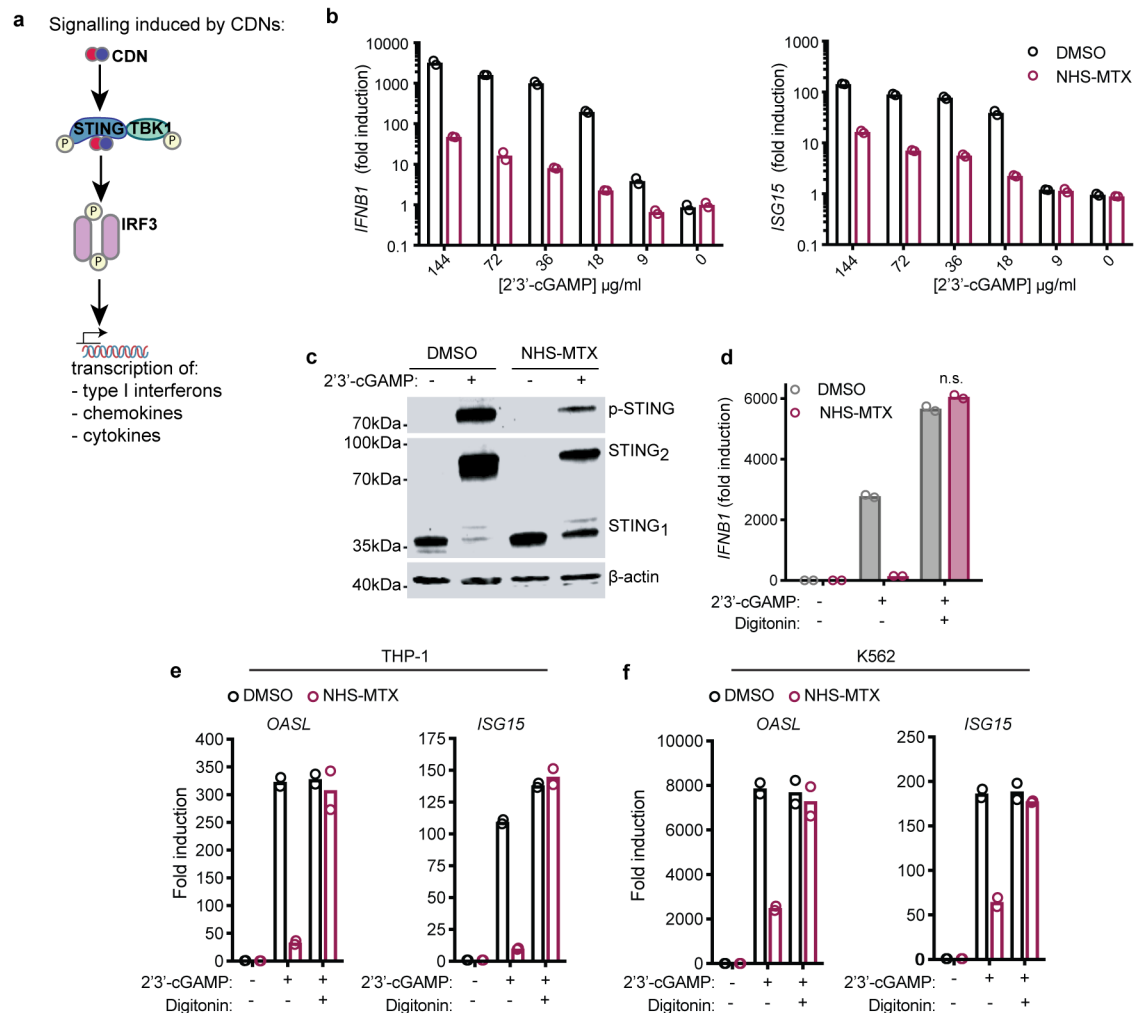 a
Signalling induced by CDNs:
CDN
STING TBK1
P
P
P
IRF3
P
transcription of:
- type I interferons
- chemokines
- cytokines
b
IFNB1 (fold induction)
10000
1000
100
10
1
0.1
144 72 36 18 9 0
[2'3'-cGAMP] µg/ml
ISG15 (fold induction)
1000
100
10
1
0.1
144 72 36 18 9 0
[2'3'-cGAMP] µg/ml
DMSO
NHS-MTX
c
DMSO NHS-MTX
2'3'-cGAMP: - + - +
70kDa
p-STING
100kDa
STING2
70kDa
STING1
35kDa
β-actin
40kDa
d
DMSO
NHS-MTX
n.s.
IFNB1 (fold induction)
6000
4000
2000
0
2'3'-cGAMP: - + +
Digitonin: - - +
e
THP-1
DMSO NHS-MTX
OASL
Fold induction
400
350
300
250
200
150
100
50
0
2'3'-cGAMP: - + +
Digitonin: - - +
ISG15
175
150
125
100
75
50
25
0
2'3'-cGAMP: - + +
Digitonin: - - +
f
K562
DMSO NHS-MTX
OASL
Fold induction
10000
8000
6000
4000
2000
0
2'3'-cGAMP: - + +
Digitonin: - - +
ISG15
250
200
150
100
50
0
2'3'-cGAMP: - + +
Digitonin: - - +